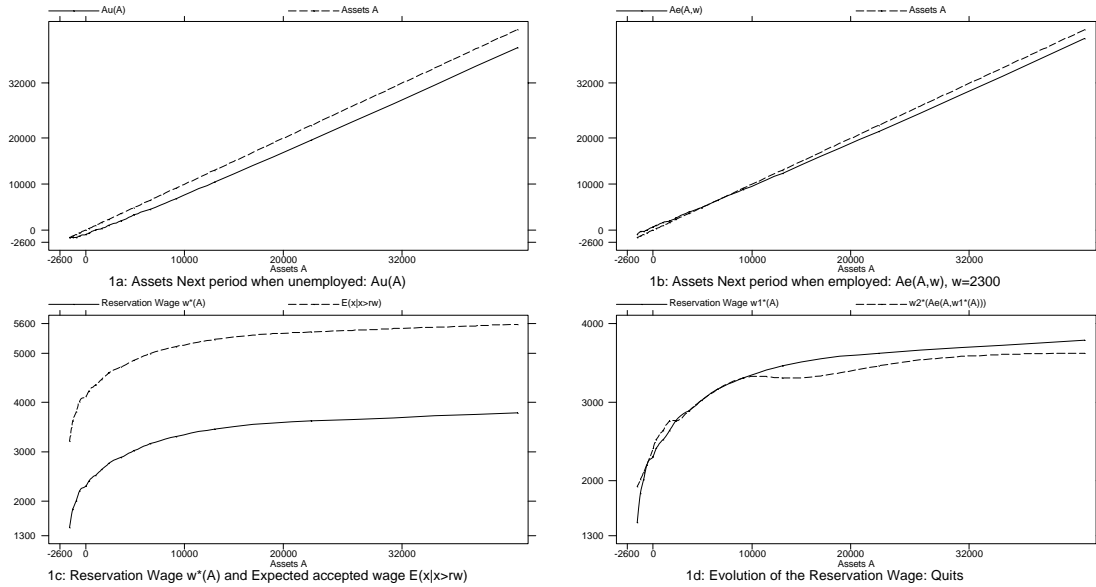 Au(A) Assets A
32000
20000
10000
0
-2600
-2600 0 10000 20000 32000
Assets A
1a: Assets Next period when unemployed: Au(A)
Ae(A,w) Assets A
32000
20000
10000
0
-2600
-2600 0 10000 20000 32000
Assets A
1b: Assets Next period when employed: Ae(A,w), w=2300
Reservation Wage w*(A) E(x|x>rw)
5600
5000
4000
3000
2000
1300
-2600 0 10000 20000 32000
Assets A
1c: Reservation Wage w*(A) and Expected accepted wage E(x|x>rw)
Reservation Wage w1*(A) w2*(Ae(A,w1*(A)))
4000
3000
2000
1300
-2600 0 10000 20000 32000
Assets A
1d: Evolution of the Reservation Wage: Quits